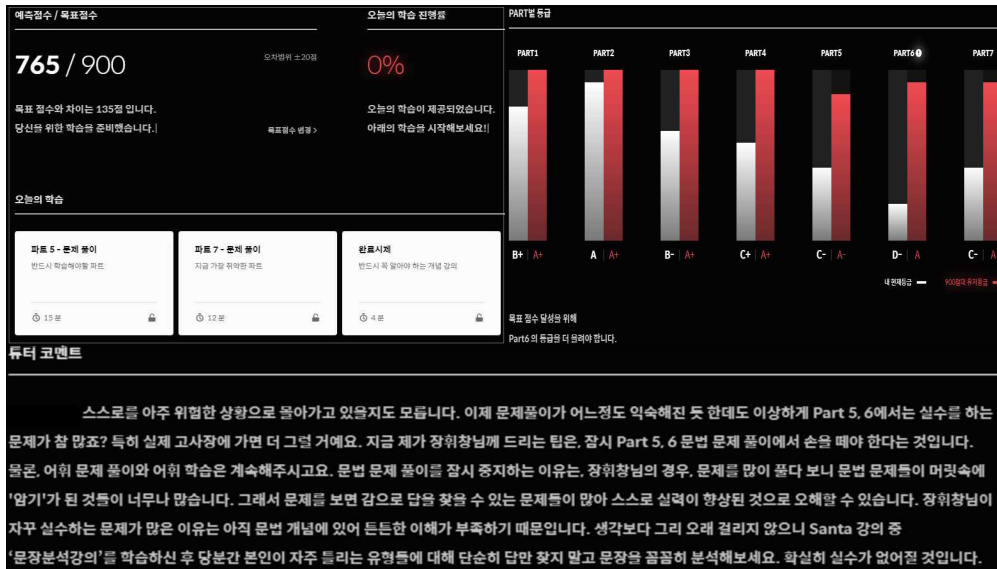 예측점수 / 목표점수
오늘의 학습 진행률
765 / 900
오차범위 ±20점
0%
목표 점수와 차이는 135점 입니다.
당신을 위한 학습을 준비했습니다.
목표점수 변경 >
오늘의 학습이 제공되었습니다.
아래의 학습을 시작해보세요!
오늘의 학습
파트 5 - 문제 풀이
반드시 학습해야할 파트
15 분
파트 7 - 문제 풀이
지금 가장 취약한 파트
12 분
완료시제
반드시 꼭 알아야 하는 개념 강의
4 분
PART별 등급
PART1 PART2 PART3 PART4 PART5 PART6 PART7
B+ | A+ A | A+ B- | A+ C+ | A+ C- | A- D- | A C- | A
내 현재등급 900점대 유저등급
목표 점수 달성을 위해
Part6 의 등급을 더 올려야 합니다.
튜터 코멘트
스스로를 아주 위험한 상황으로 몰아가고 있을지도 모릅니다. 이제 문제풀이가 어느정도 익숙해진 듯 한데도 이상하게 Part 5, 6에서는 실수를 하는
문제가 참 많죠? 특히 실제 고사장에 가면 더 그럴 거예요. 지금 제가 장휘창님께 드리는 팁은, 잠시 Part 5, 6 문법 문제 풀이에서 손을 떼야 한다는 것입니다.
물론, 어휘 문제 풀이와 어휘 학습은 계속해주시고요. 문법 문제 풀이를 잠시 중지하는 이유는, 장휘창님의 경우, 문제를 많이 풀다 보니 문법 문제들이 머릿속에
'암기'가 된 것들이 너무나 많습니다. 그래서 문제를 보면 감으로 답을 찾을 수 있는 문제들이 많아 스스로 실력이 향상된 것으로 오해할 수 있습니다. 장휘창님이
자꾸 실수하는 문제가 많은 이유는 아직 문법 개념에 있어 든든한 이해가 부족하기 때문입니다. 생각보다 그리 오래 걸리지 않으니 Santa 강의 중
‘문장분석강의’를 학습하신 후 당분간 본인이 자주 틀리는 유형들에 대해 단순히 답만 찾지 말고 문장을 꼼꼼히 분석해보세요. 확실히 실수가 없어질 것입니다.